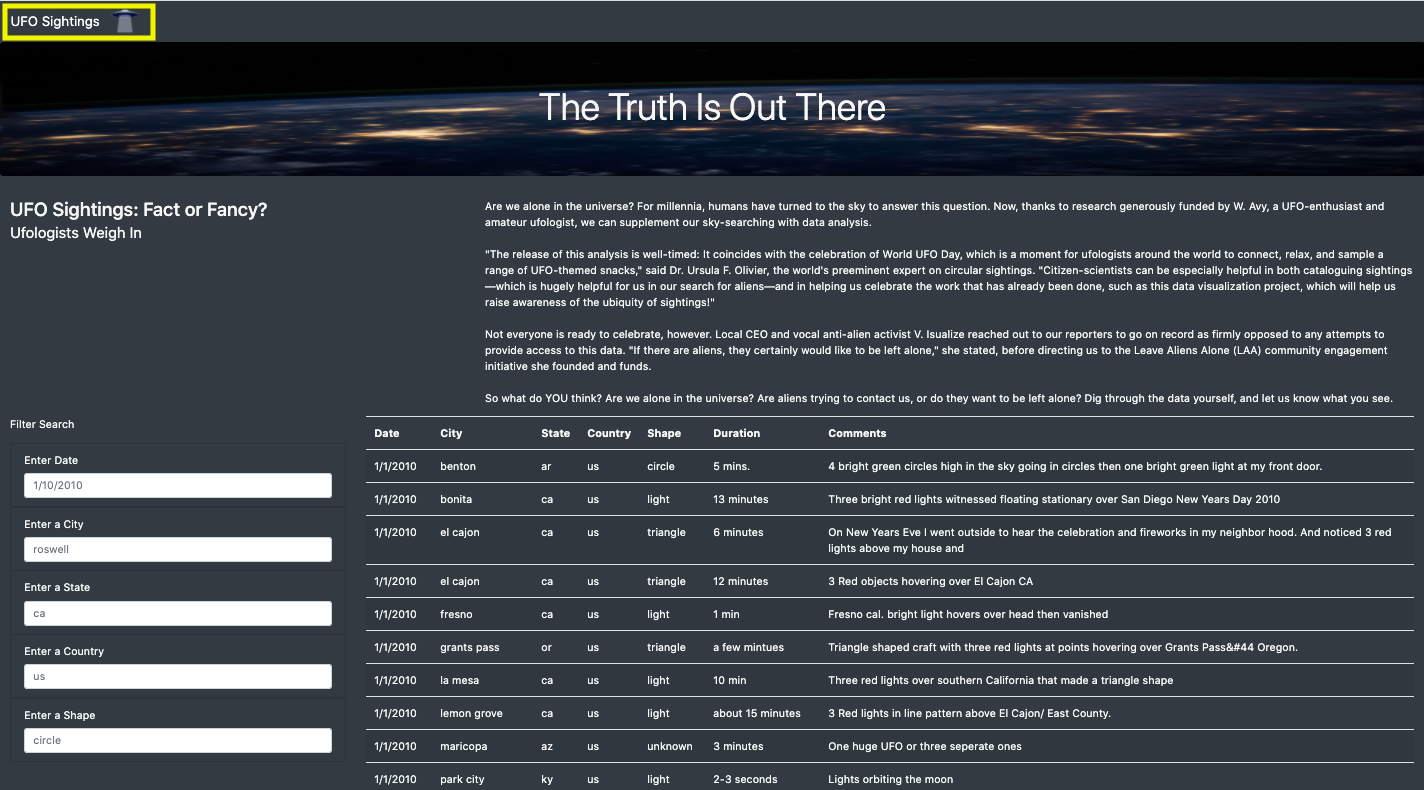 UFO Sightings
The Truth Is Out There
UFO Sightings: Fact or Fancy?
Ufologists Weigh In
Are we alone in the universe? For millennia, humans have turned to the sky to answer this question. Now, thanks to research generously funded by W. Avy, a UFO-enthusiast and
amateur ufologist, we can supplement our sky-searching with data analysis.
"The release of this analysis is well-timed: It coincides with the celebration of World UFO Day, which is a moment for ufologists around the world to connect, relax, and sample a
range of UFO-themed snacks," said Dr. Ursula F. Olivier, the world's preeminent expert on circular sightings. "Citizen-scientists can be especially helpful in both cataloguing sightings
—which is hugely helpful for us in our search for aliens—and in helping us celebrate the work that has already been done, such as this data visualization project, which will help us
raise awareness of the ubiquity of sightings!"
Not everyone is ready to celebrate, however. Local CEO and vocal anti-alien activist V. Isualize reached out to our reporters to go on record as firmly opposed to any attempts to
provide access to this data. "If there are aliens, they certainly would like to be left alone," she stated, before directing us to the Leave Aliens Alone (LAA) community engagement
initiative she founded and funds.
So what do YOU think? Are we alone in the universe? Are aliens trying to contact us, or do they want to be left alone? Dig through the data yourself, and let us know what you see.
Filter Search
Enter Date
1/10/2010
Enter a City
roswell
Enter a State
ca
Enter a Country
us
Enter a Shape
circle
Date City State Country Shape Duration Comments
1/1/2010 benton ar us circle 5 mins. 4 bright green circles high in the sky going in circles then one bright green light at my front door.
1/1/2010 bonita ca us light 13 minutes Three bright red lights witnessed floating stationary over San Diego New Years Day 2010
1/1/2010 el cajon ca us triangle 6 minutes On New Years Eve I went outside to hear the celebration and fireworks in my neighbor hood. And noticed 3 red
lights above my house and
1/1/2010 el cajon ca us triangle 12 minutes 3 Red objects hovering over El Cajon CA
1/1/2010 fresno ca us light 1 min Fresno cal. bright light hovers over head then vanished
1/1/2010 grants pass or us triangle a few mintues Triangle shaped craft with three red lights at points hovering over Grants Pass&#44 Oregon.
1/1/2010 la mesa ca us light 10 min Three red lights over southern California that made a triangle shape
1/1/2010 lemon grove ca us light about 15 minutes 3 Red lights in line pattern above El Cajon/ East County.
1/1/2010 maricopa az us unknown 3 minutes One huge UFO or three seperate ones
1/1/2010 park city ky us light 2-3 seconds Lights orbiting the moon